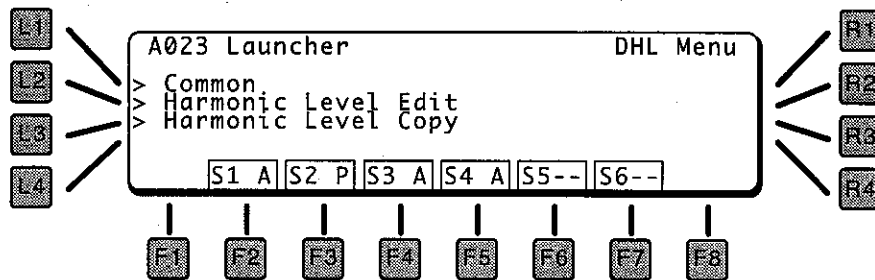 L1
R1
A023 Launcher DHL Menu
L2
R2
> Common
> Harmonic Level Edit
L3
R3
> Harmonic Level Copy
L4
R4
S1 A S2 P S3 A S4 A S5-- S6--
F1 F2 F3 F4 F5 F6 F7 F8